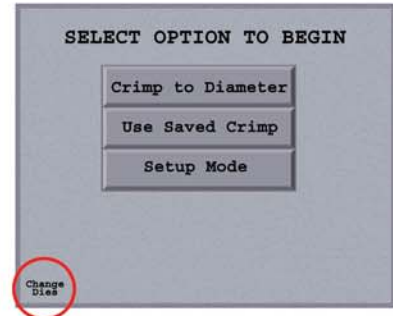 SELECT OPTION TO BEGIN
Crimp to Diameter
Use Saved Crimp
Setup Mode
Change
Dies